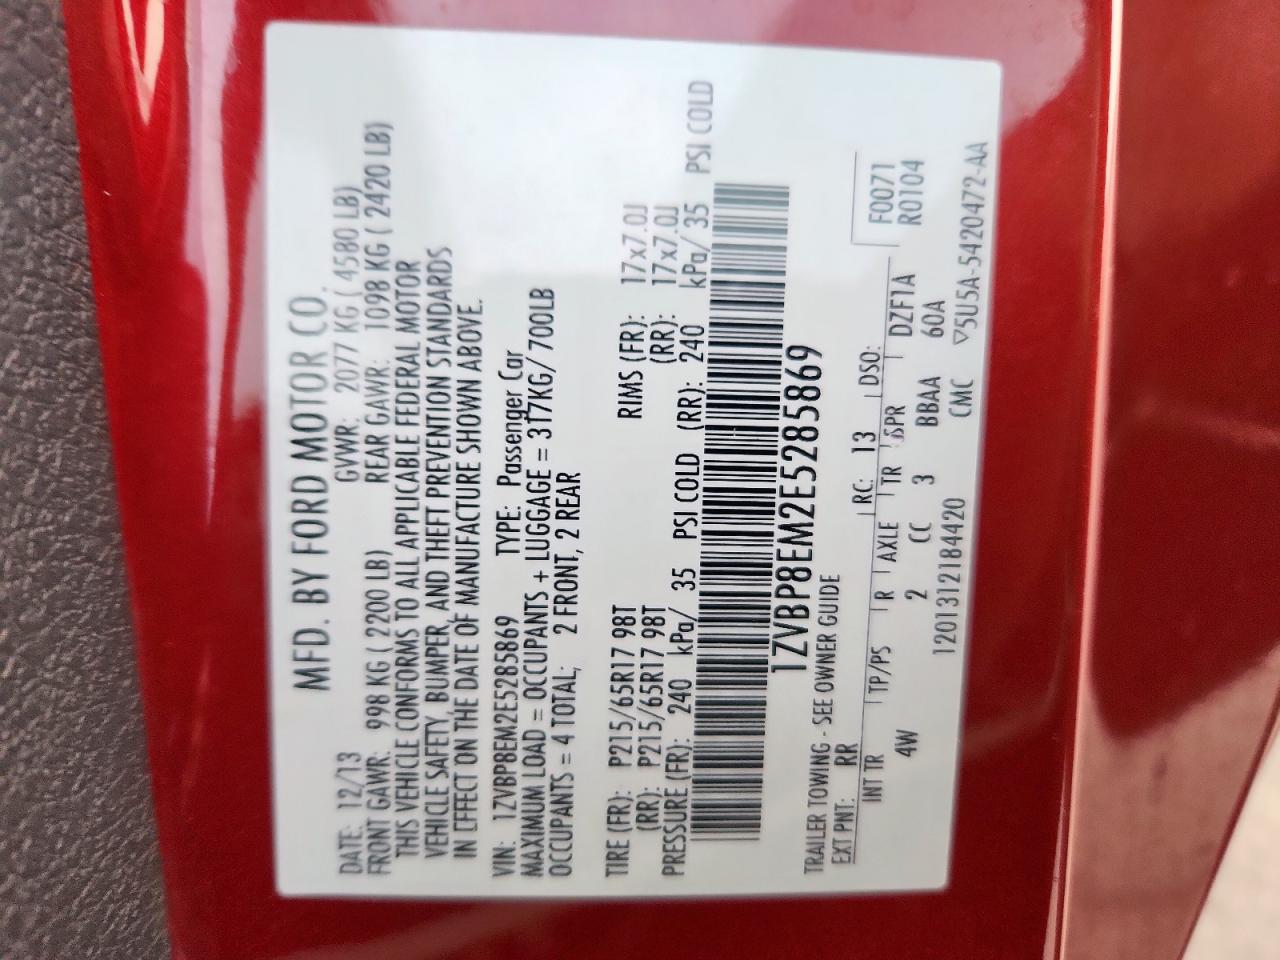 MFD. BY FORD MOTOR CO.
DATE: 12/13 GVWR: 2077 KG ( 4580 LB)
FRONT GAWR: 998 KG ( 2200 LB) REAR GAWR: 1098 KG ( 2420 LB)
THIS VEHICLE CONFORMS TO ALL APPLICABLE FEDERAL MOTOR
VEHICLE SAFETY, BUMPER, AND THEFT PREVENTION STANDARDS
IN EFFECT ON THE DATE OF MANUFACTURE SHOWN ABOVE.
VIN: 1ZVBP8EM2E5285869 TYPE: Passenger Car
MAXIMUM LOAD = OCCUPANTS + LUGGAGE = 317KG/ 700LB
OCCUPANTS = 4 TOTAL, 2 FRONT, 2 REAR
TIRE (FR): P215/65R17 98T RIMS (FR): 17x7.0J
(RR): P215/65R17 98T (RR): 17x7.0J
PRESSURE (FR): 240 kPa/ 35 PSI COLD (RR): 240 kPa/ 35 PSI COLD
1ZVBP8EM2E5285869
TRAILER TOWING - SEE OWNER GUIDE
EXT PNT: RR RC: 13 DSO: F0071
INT TR TP/PS R AXLE TR SPR DZF1A R0104
4W 2 CC 3 BBAA 60A
1201312184420 CMC ▽5U5A-5420472-AA